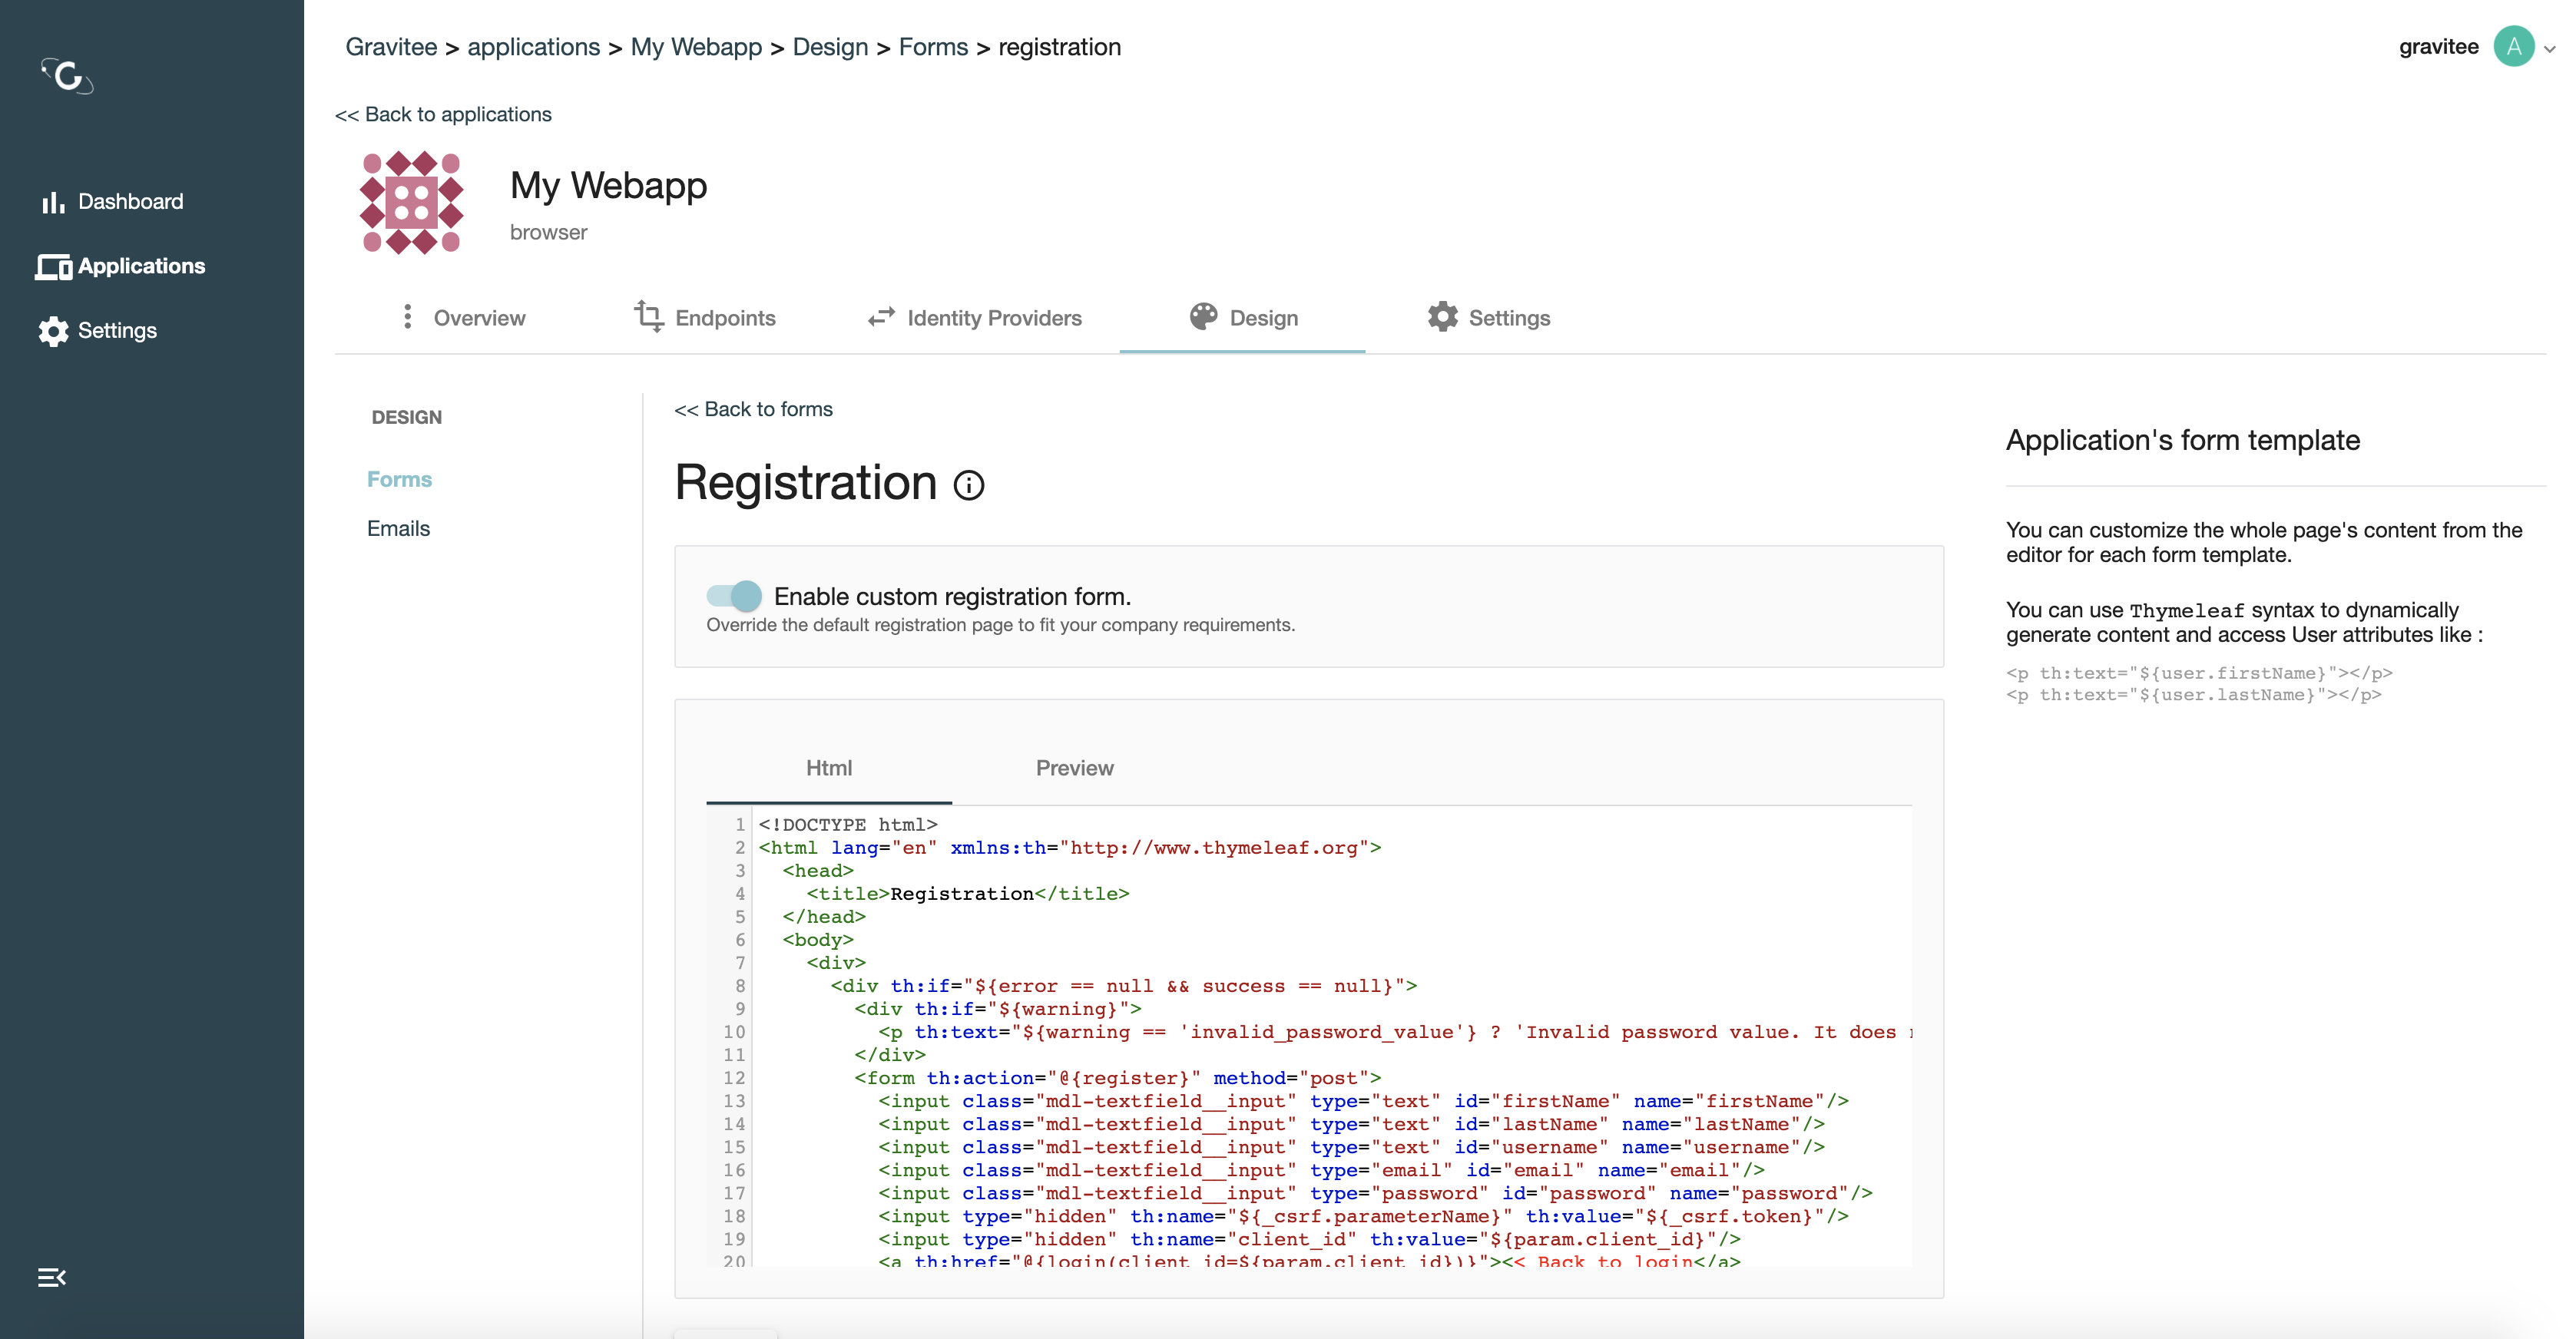 Gravitee > applications > My Webapp > Design > Forms > registration
gravitee A
<< Back to applications
My Webapp
browser
Dashboard
Applications
Settings
Overview
Endpoints
Identity Providers
Design
Settings
DESIGN
Forms
Emails
<< Back to forms
Registration
Enable custom registration form.
Override the default registration page to fit your company requirements.
Html
Preview
1 <!DOCTYPE html>
2 <html lang="en" xmlns:th="http://www.thymeleaf.org">
3 <head>
4 <title>Registration</title>
5 </head>
6 <body>
7 <div>
8 <div th:if="${error == null && success == null}">
9 <div th:if="${warning}">
10 <p th:text="${warning == 'invalid_password_value'} ? 'Invalid password value. It does
11 </div>
12 <form th:action="@{register}" method="post">
13 <input class="mdl-textfield__input" type="text" id="firstName" name="firstName"/>
14 <input class="mdl-textfield__input" type="text" id="lastName" name="lastName"/>
15 <input class="mdl-textfield__input" type="text" id="username" name="username"/>
16 <input class="mdl-textfield__input" type="email" id="email" name="email"/>
17 <input class="mdl-textfield__input" type="password" id="password" name="password"/>
18 <input type="hidden" th:name="${_csrf.parameterName}" th:value="${_csrf.token}"/>
19 <input type="hidden" th:name="client_id" th:value="${param.client_id}"/>
20 <a th:href="@{login(client_id=${param.client_id})}"><< Back to login</a>
Application's form template
You can customize the whole page's content from the
editor for each form template.
You can use Thymeleaf syntax to dynamically
generate content and access User attributes like :
<p th:text="${user.firstName}"></p>
<p th:text="${user.lastName}"></p>